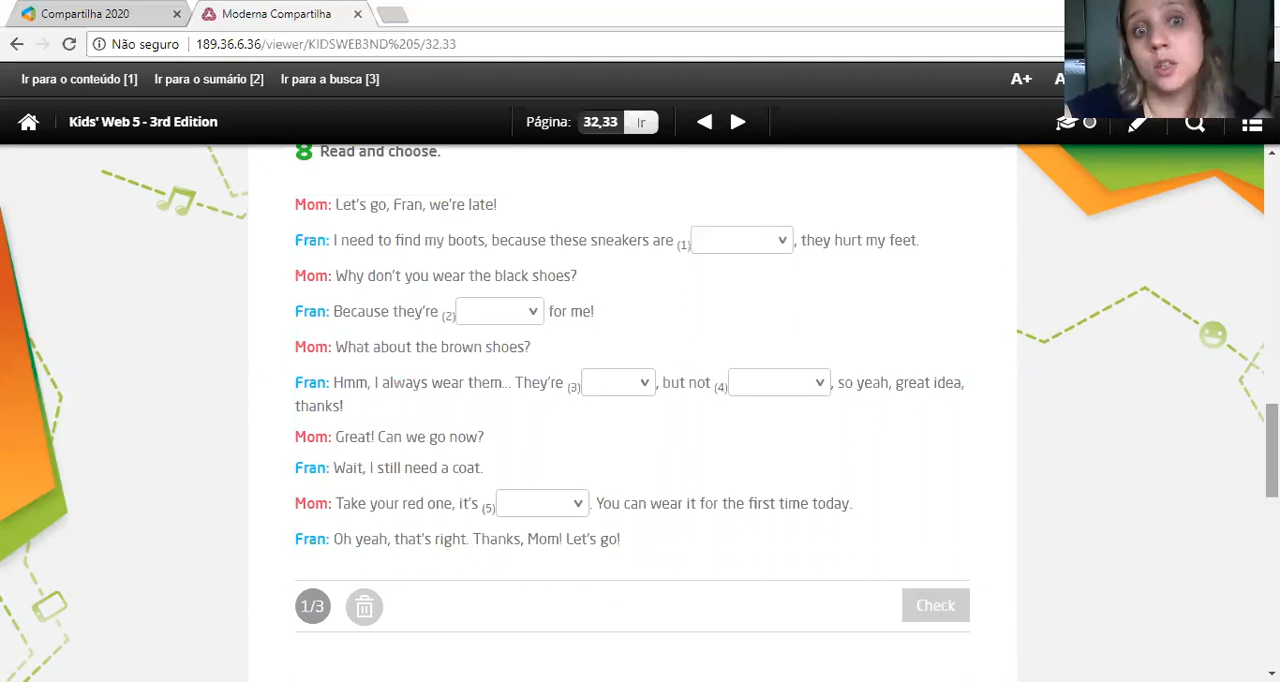 Compartilha 2020
Moderna Compartilha
Não seguro 189.36.6.36/viewer/KIDSWEB3ND%205/32.33
Ir para o conteúdo [1] Ir para o sumário [2] Ir para a busca [3] A+ A
Kids' Web 5 - 3rd Edition Página: 32,33 Ir
8 Read and choose.
Mom: Let's go, Fran, we're late!
Fran: I need to find my boots, because these sneakers are (1) , they hurt my feet.
Mom: Why don't you wear the black shoes?
Fran: Because they're (2) for me!
Mom: What about the brown shoes?
Fran: Hmm, I always wear them... They're (3) , but not (4) , so yeah, great idea,
thanks!
Mom: Great! Can we go now?
Fran: Wait, I still need a coat.
Mom: Take your red one, it's (5) . You can wear it for the first time today.
Fran: Oh yeah, that's right. Thanks, Mom! Let's go!
1/3 Check